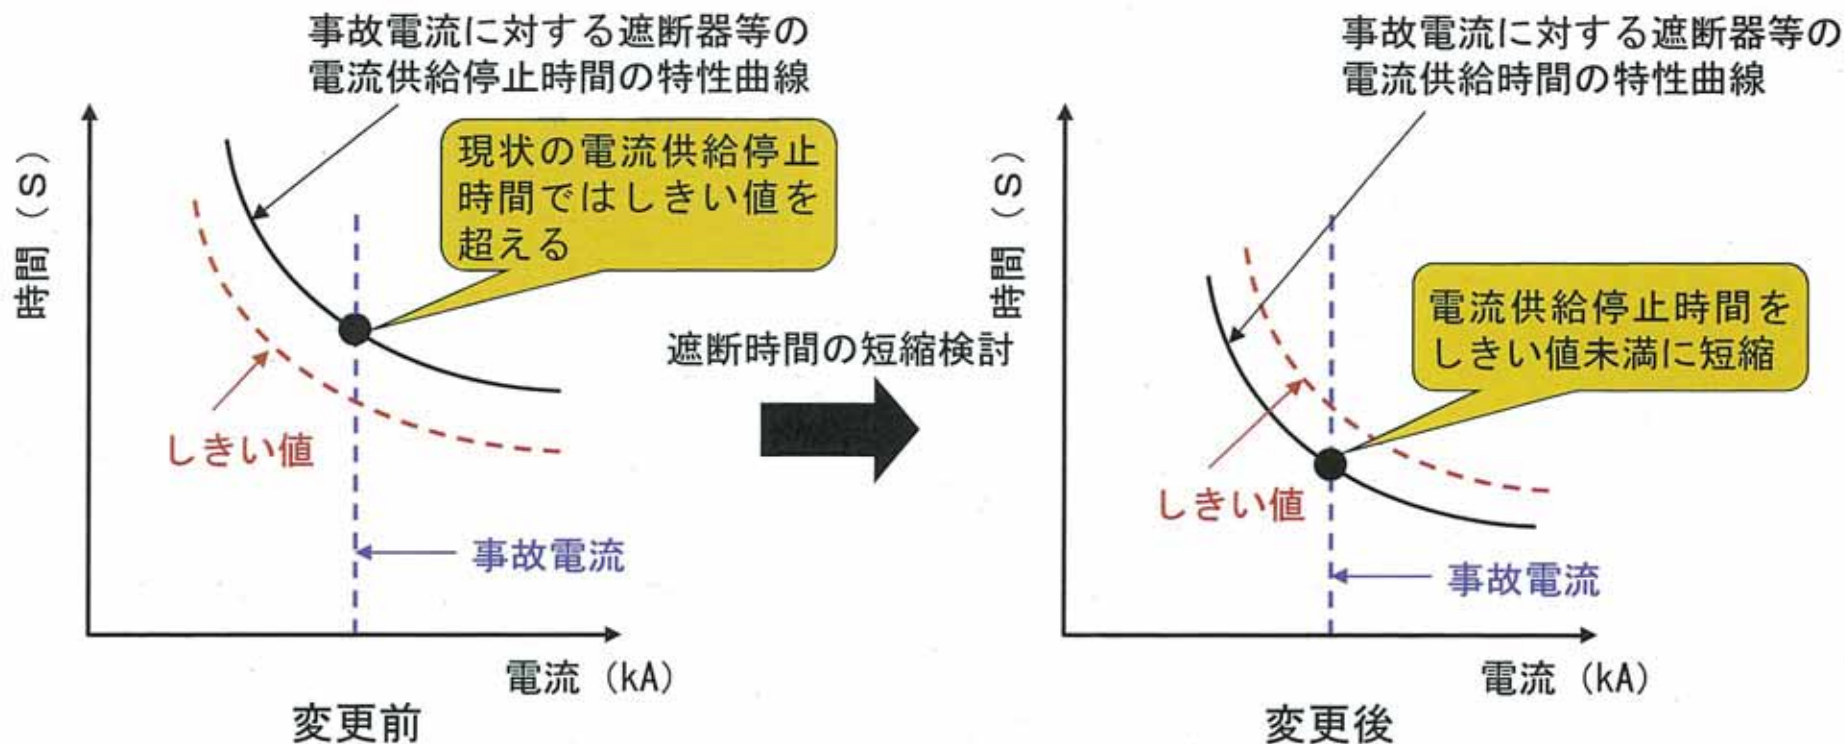 事故電流に対する遮断器等の
電流供給停止時間の特性曲線
時間（S）
現状の電流供給停止
時間ではしきい値を
超える
しきい値
事故電流
電流（kA）
変更前
遮断時間の短縮検討
事故電流に対する遮断器等の
電流供給時間の特性曲線
時間（S）
電流供給停止時間を
しきい値未満に短縮
しきい値
事故電流
電流（kA）
変更後